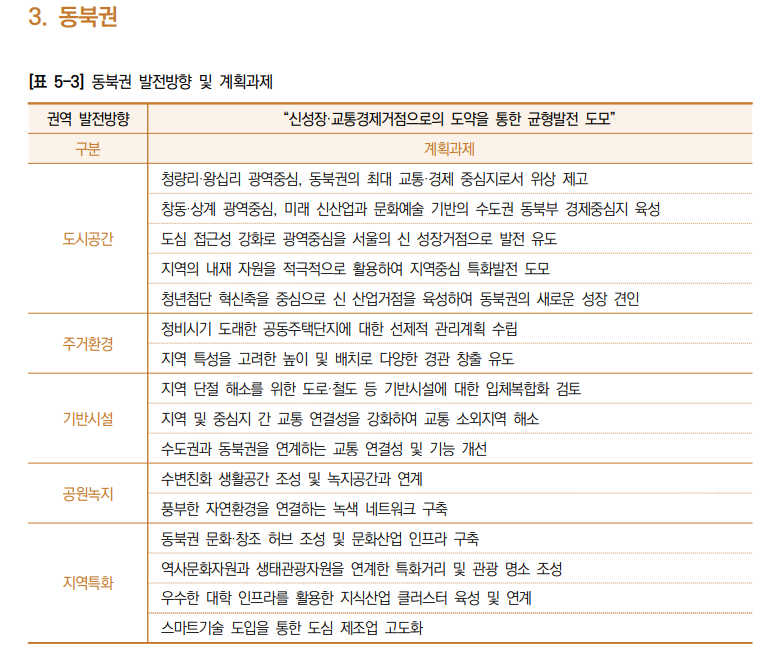 3. 동북권
[표 5-3] 동북권 발전방향 및 계획과제
권역 발전방향 “신성장·교통경제거점으로의 도약을 통한 균형발전 도모”
구분 계획과제
도시공간
청량리·왕십리 광역중심, 동북권의 최대 교통·경제 중심지로서 위상 제고
창동·상계 광역중심, 미래 신산업과 문화예술 기반의 수도권 동북부 경제중심지 육성
도심 접근성 강화로 광역중심을 서울의 신 성장거점으로 발전 유도
지역의 내재 자원을 적극적으로 활용하여 지역중심 특화발전 도모
청년첨단 혁신축을 중심으로 신 산업거점을 육성하여 동북권의 새로운 성장 견인
주거환경
정비시기 도래한 공동주택단지에 대한 선제적 관리계획 수립
지역 특성을 고려한 높이 및 배치로 다양한 경관 창출 유도
기반시설
지역 단절 해소를 위한 도로·철도 등 기반시설에 대한 입체복합화 검토
지역 및 중심지 간 교통 연결성을 강화하여 교통 소외지역 해소
수도권과 동북권을 연계하는 교통 연결성 및 기능 개선
공원녹지
수변친화 생활공간 조성 및 녹지공간과 연계
풍부한 자연환경을 연결하는 녹색 네트워크 구축
지역특화
동북권 문화·창조 허브 조성 및 문화산업 인프라 구축
역사문화자원과 생태관광자원을 연계한 특화거리 및 관광 명소 조성
우수한 대학 인프라를 활용한 지식산업 클러스터 육성 및 연계
스마트기술 도입을 통한 도심 제조업 고도화